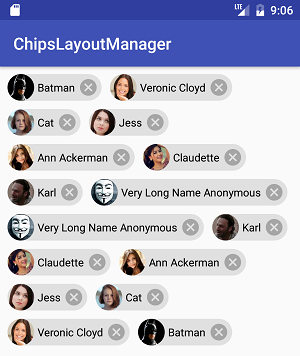 LTE 9:06
ChipsLayoutManager
Batman Veronic Cloyd
Cat Jess
Ann Ackerman Claudette
Karl Very Long Name Anonymous
Very Long Name Anonymous Karl
Claudette Ann Ackerman
Jess Cat
Veronic Cloyd Batman